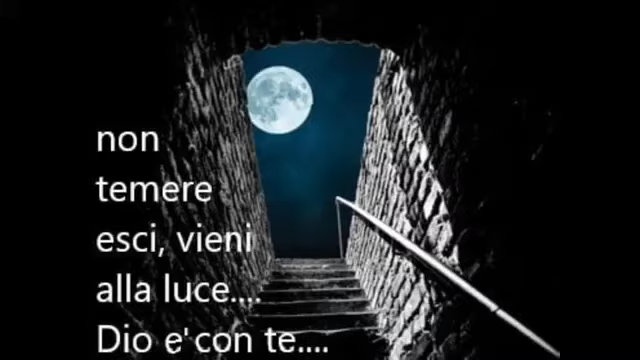 non
temere
esci, vieni
alla luce....
Dio e' con te....